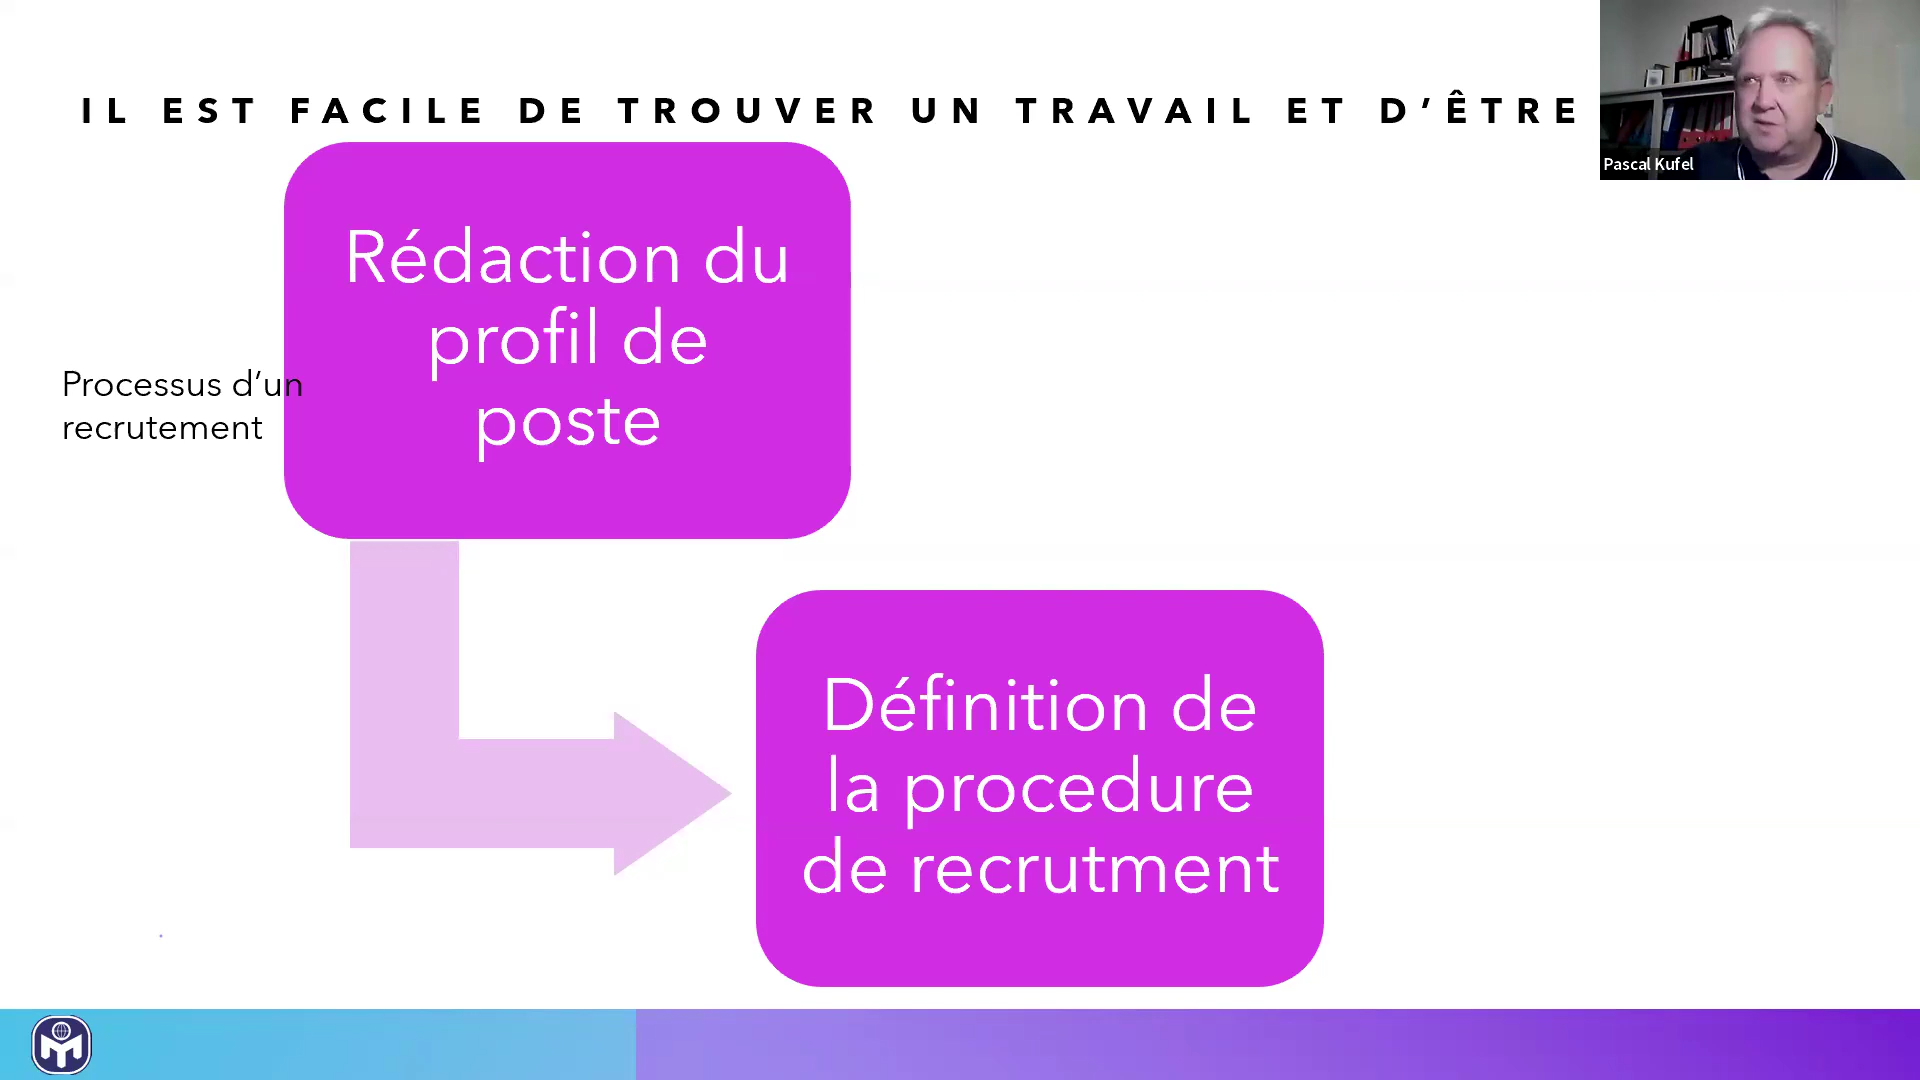 IL EST FACILE DE TROUVER UN TRAVAIL ET D’ÊTRE
Pascal Kufel
Rédaction du
profil de
poste
Processus d’un
recrutement
Définition de
la procedure
de recrutment